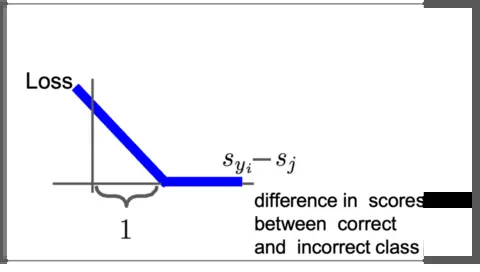 Loss
s_{y_i} − s_j
1
difference in scores
between correct
and incorrect class